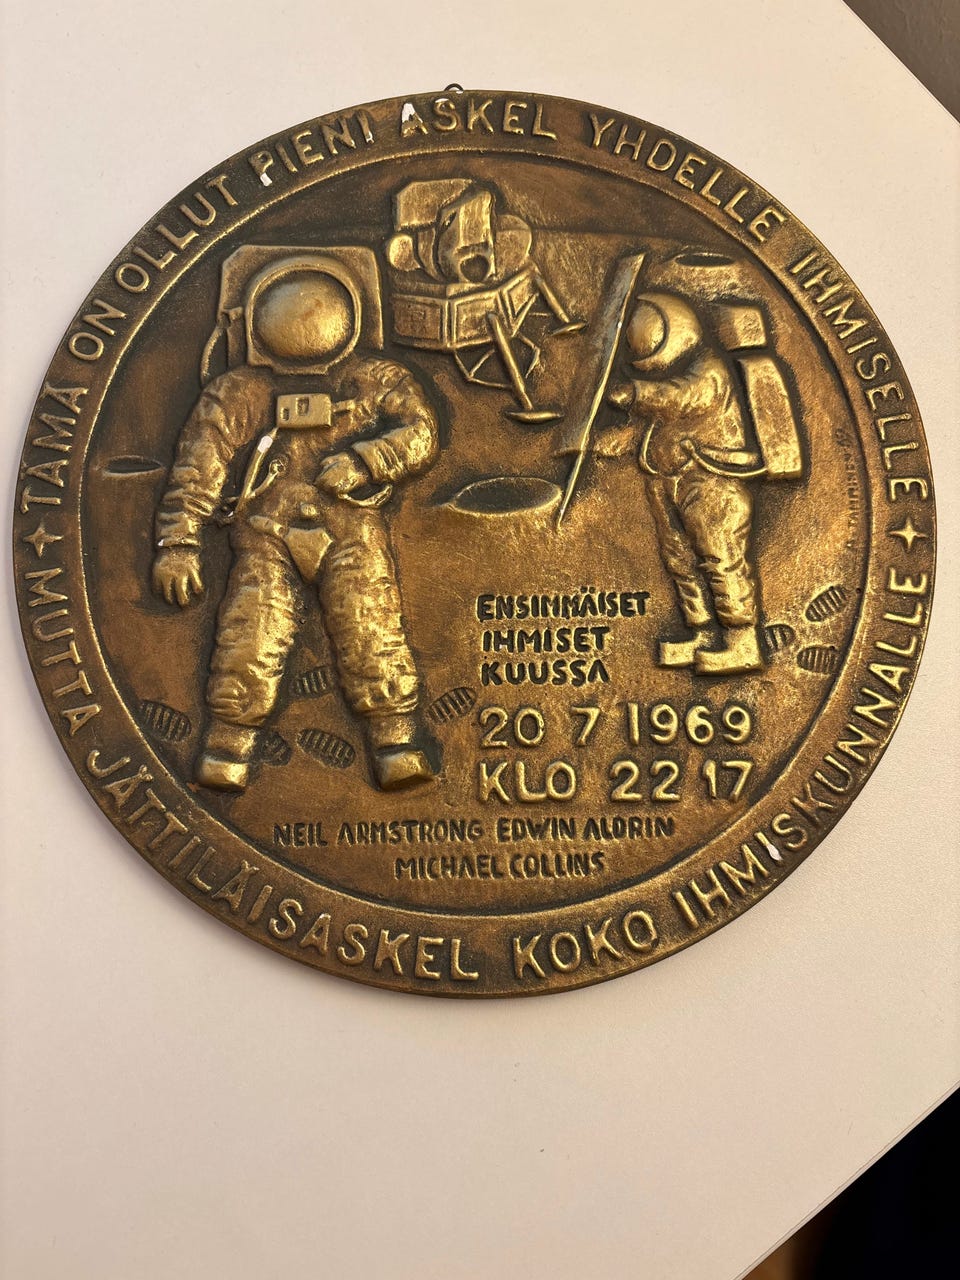 TÄMÄ ON OLLUT PIENI ASKEL YHDELLE IHMISELLE
MUTTA JÄTTILÄISASKEL KOKO IHMISKUNNALLE
ENSIMMÄISET
IHMISET
KUUSSA
20 7 1969
KLO 22 17
NEIL ARMSTRONG EDWIN ALDRIN
MICHAEL COLLINS